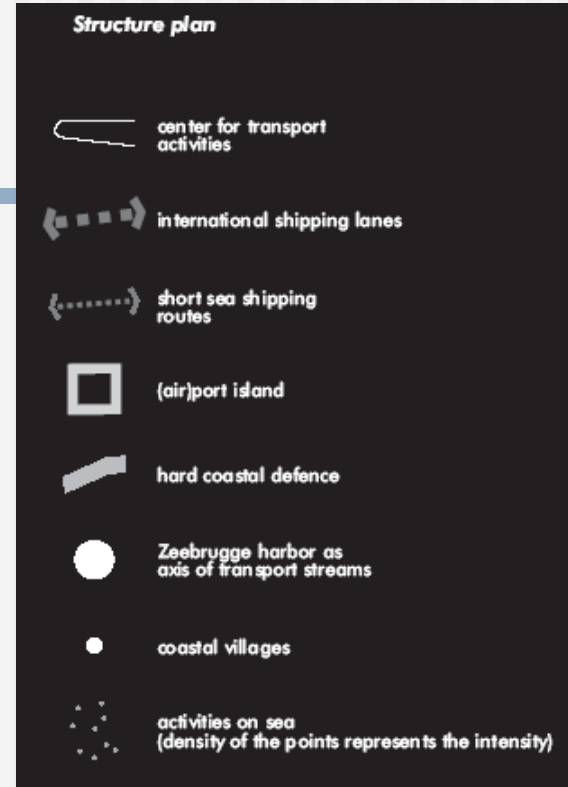 Structure plan
center for transport
activities
international shipping lanes
short sea shipping
routes
(air)port island
hard coastal defence
Zeebrugge harbor as
axis of transport streams
coastal villages
activities on sea
(density of the points represents the intensity)